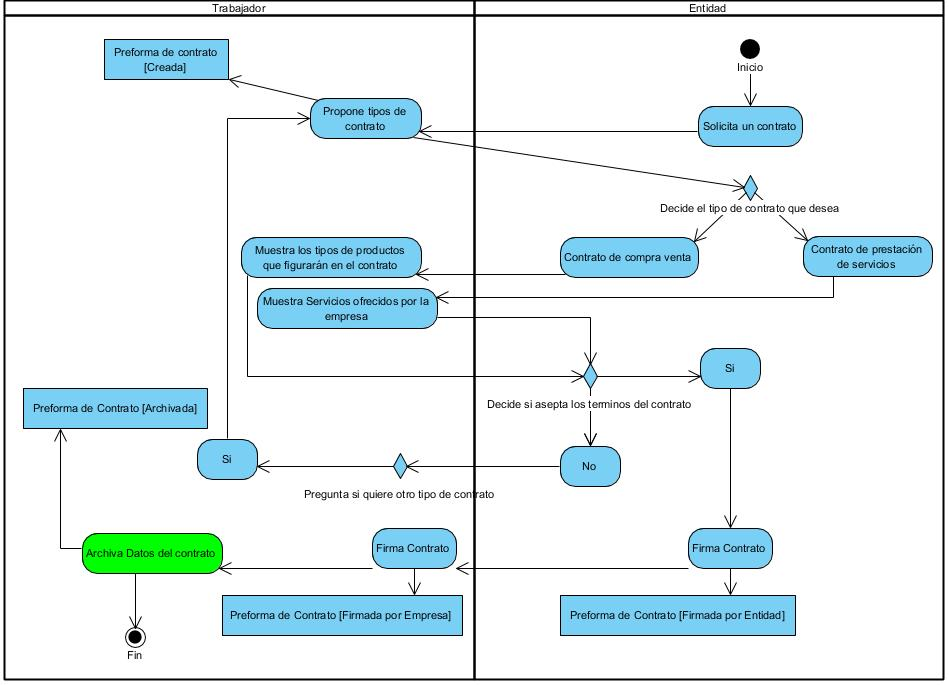 Trabajador
Entidad
Preforma de contrato
[Creada]
Inicio
Propone tipos de
contrato
Solicita un contrato
Decide el tipo de contrato que desea
Muestra los tipos de productos
que figurarán en el contrato
Contrato de compra venta
Contrato de prestación
de servicios
Muestra Servicios ofrecidos por la
empresa
Si
Decide si asepta los terminos del contrato
Preforma de Contrato [Archivada]
Si
No
Pregunta si quiere otro tipo de contrato
Archiva Datos del contrato
Firma Contrato
Firma Contrato
Preforma de Contrato [Firmada por Empresa]
Preforma de Contrato [Firmada por Entidad]
Fin